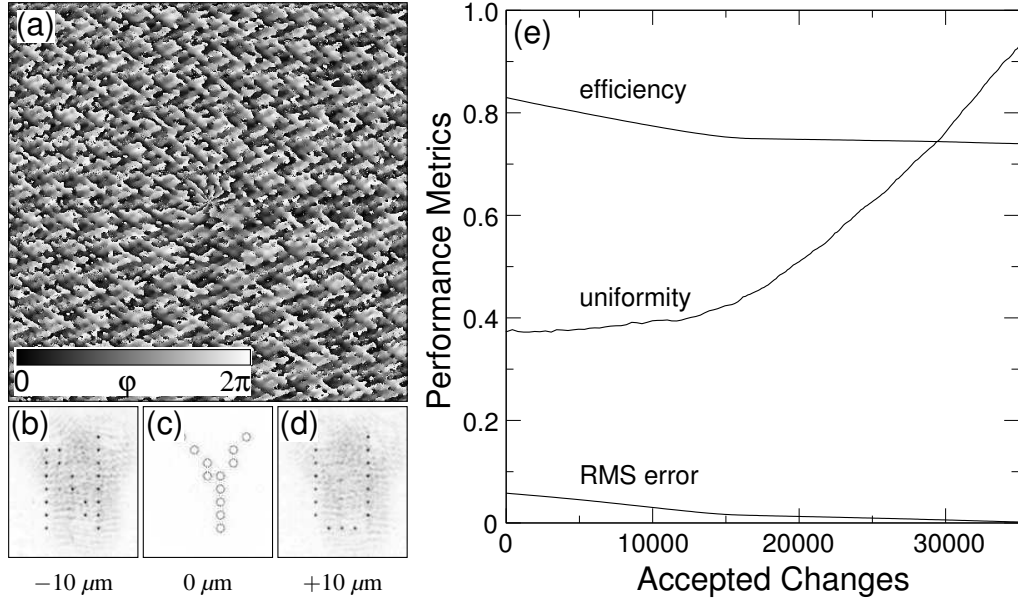 (a)
0 φ 2π
(b)
(c)
(d)
−10 μm
0 μm
+10 μm
(e)
Performance Metrics
1.0
0.8
0.6
0.4
0.2
0
efficiency
uniformity
RMS error
0 10000 20000 30000
Accepted Changes